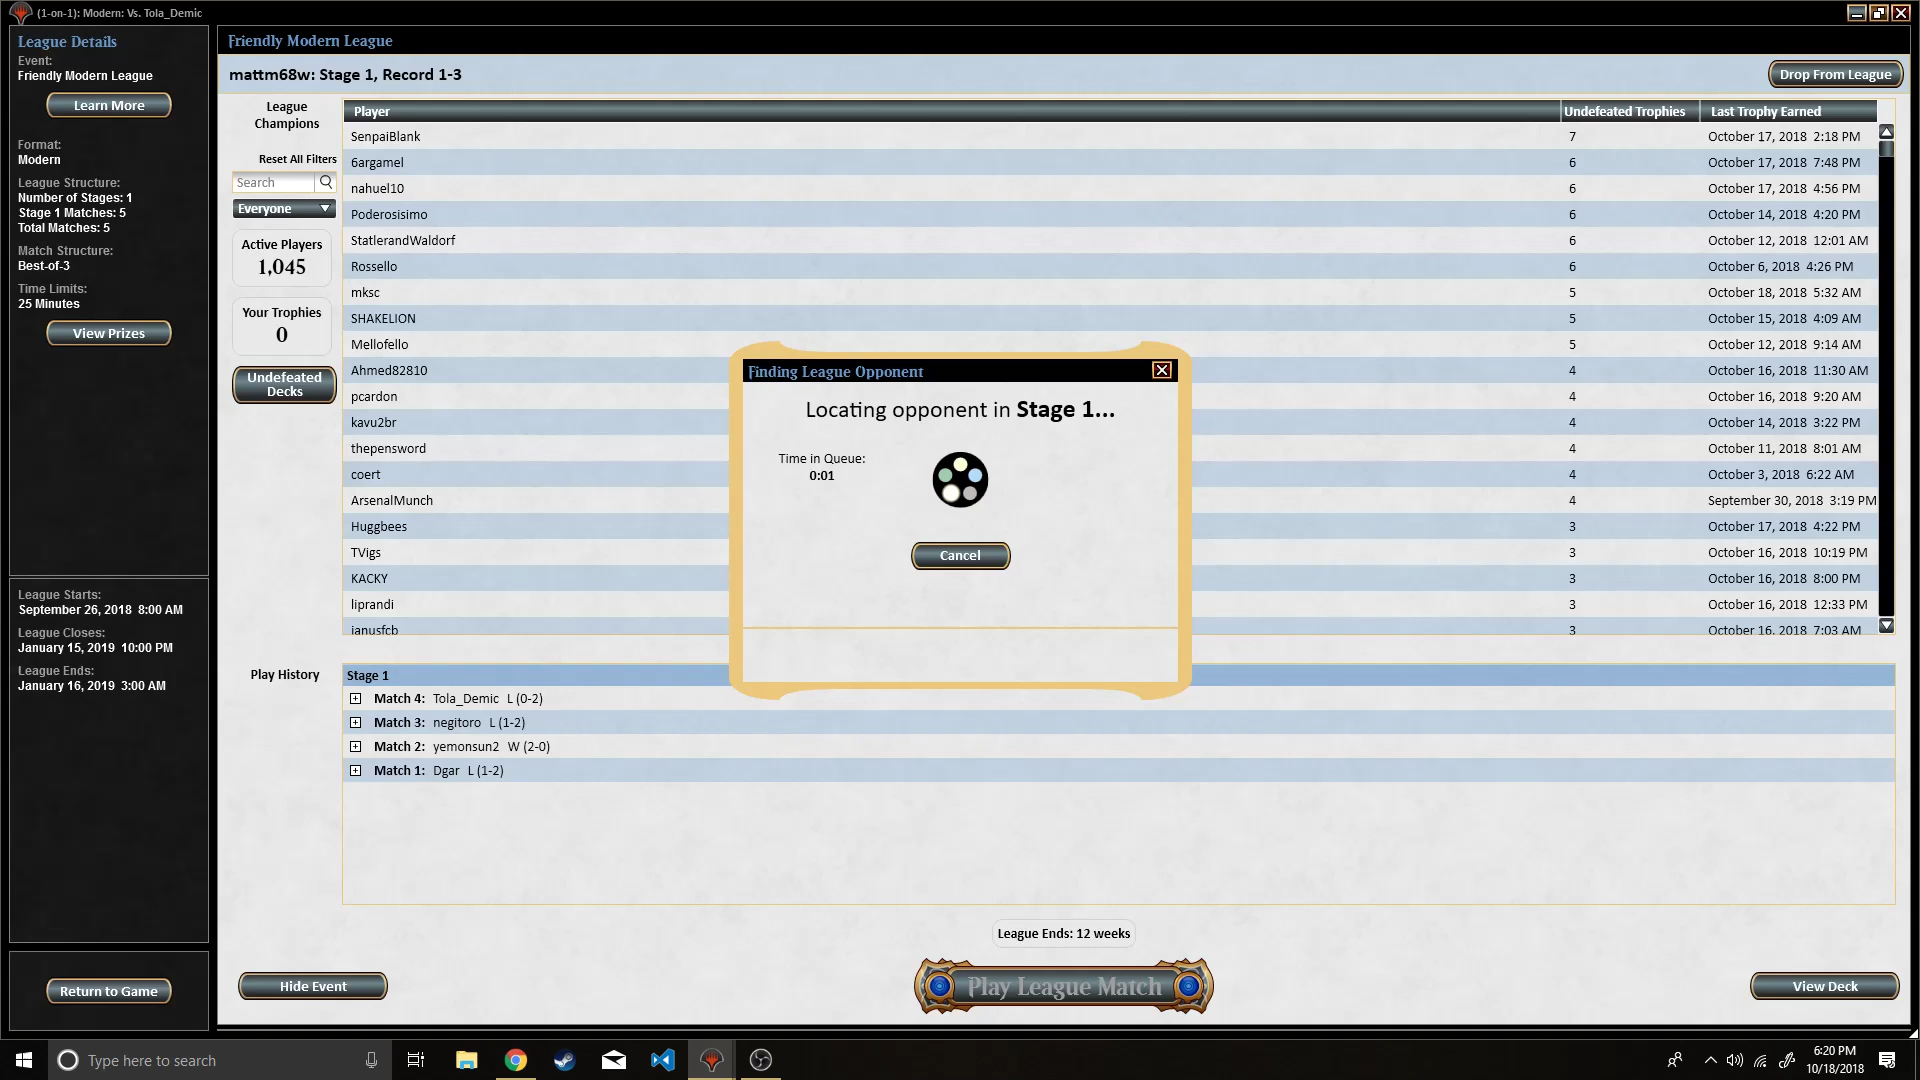 (1-on-1): Modern: Vs. Tola_Demic
League Details
Event:
Friendly Modern League
Learn More
Format:
Modern
League Structure:
Number of Stages: 1
Stage 1 Matches: 5
Total Matches: 5
Match Structure:
Best-of-3
Time Limits:
25 Minutes
View Prizes
League Starts:
September 26, 2018 8:00 AM
League Closes:
January 15, 2019 10:00 PM
League Ends:
January 16, 2019 3:00 AM
Return to Game
Friendly Modern League
mattm68w: Stage 1, Record 1-3
Drop From League
League
Champions
Reset All Filters
Search
Everyone
Active Players
1,045
Your Trophies
0
Undefeated
Decks
Player Undefeated Trophies Last Trophy Earned
SenpaiBlank 7 October 17, 2018 2:18 PM
6argamel 6 October 17, 2018 7:48 PM
nahuel10 6 October 17, 2018 4:56 PM
Poderosisimo 6 October 14, 2018 4:20 PM
StatlerandWaldorf 6 October 12, 2018 12:01 AM
Rossello 6 October 6, 2018 4:26 PM
mksc 5 October 18, 2018 5:32 AM
SHAKELION 5 October 15, 2018 4:09 AM
Mellofello 5 October 12, 2018 9:14 AM
Ahmed82810 4 October 16, 2018 11:30 AM
pcardon 4 October 16, 2018 9:20 AM
kavu2br 4 October 14, 2018 3:22 PM
thepensword 4 October 11, 2018 8:01 AM
coert 4 October 3, 2018 6:22 AM
ArsenalMunch 4 September 30, 2018 3:19 PM
Huggbees 3 October 17, 2018 4:22 PM
TVigs 3 October 16, 2018 10:19 PM
KACKY 3 October 16, 2018 8:00 PM
liprandi 3 October 16, 2018 12:33 PM
janusfcb 3 October 16, 2018 7:03 AM
Finding League Opponent
Locating opponent in Stage 1...
Time in Queue:
0:01
Cancel
Play History
Stage 1
Match 4: Tola_Demic L (0-2)
Match 3: negitoro L (1-2)
Match 2: yemonsun2 W (2-0)
Match 1: Dgar L (1-2)
League Ends: 12 weeks
Hide Event
Play League Match
View Deck
Type here to search
6:20 PM
10/18/2018